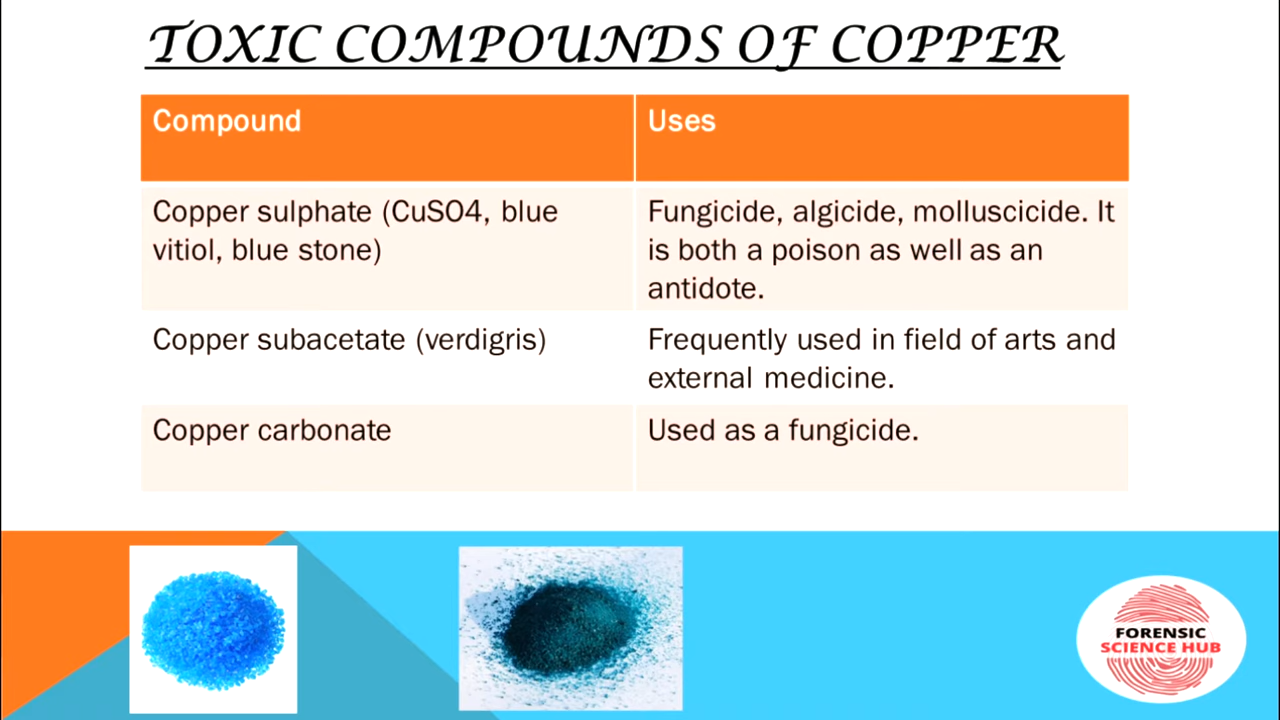 TOXIC COMPOUNDS OF COPPER
Compound
Uses
Copper sulphate (CuSO4, blue
vitiol, blue stone)
Fungicide, algicide, molluscicide. It
is both a poison as well as an
antidote.
Copper subacetate (verdigris)
Frequently used in field of arts and
external medicine.
Copper carbonate
Used as a fungicide.
FORENSIC
SCIENCE HUB